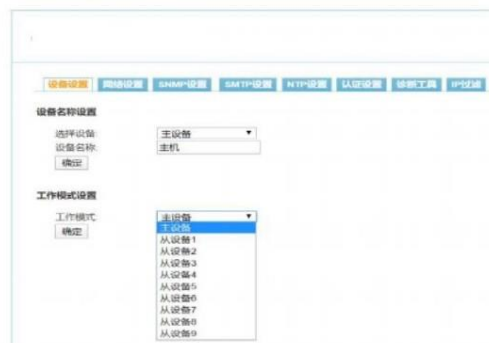 设备设置 网络设置 SNMP设置 SMTP设置 NTP设置 认证设置 诊断工具 IP过滤
设备名称设置
选择设备: 主设备
设备名称: 主机
确定
工作模式设置
工作模式: 主设备
确定
主设备
从设备1
从设备2
从设备3
从设备4
从设备5
从设备6
从设备7
从设备8
从设备9